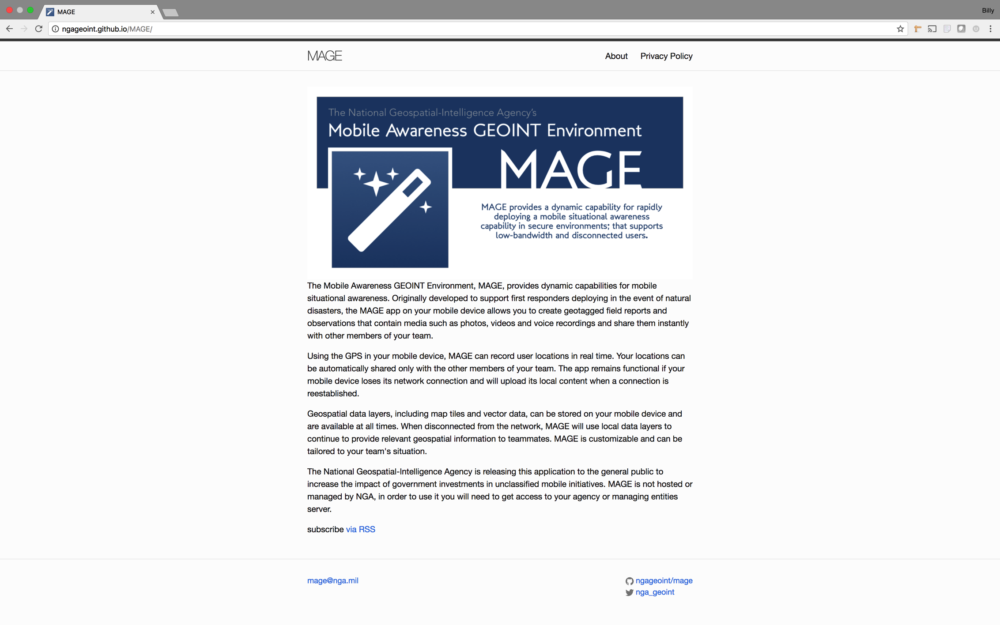 MAGE
Billy
ngageoint.github.io/MAGE/
MAGE
About Privacy Policy
The National Geospatial-Intelligence Agency's
Mobile Awareness GEOINT Environment
MAGE
MAGE provides a dynamic capability for rapidly
deploying a mobile situational awareness
capability in secure environments; that supports
low-bandwidth and disconnected users.
The Mobile Awareness GEOINT Environment, MAGE, provides dynamic capabilities for mobile
situational awareness. Originally developed to support first responders deploying in the event of natural
disasters, the MAGE app on your mobile device allows you to create geotagged field reports and
observations that contain media such as photos, videos and voice recordings and share them instantly
with other members of your team.
Using the GPS in your mobile device, MAGE can record user locations in real time. Your locations can
be automatically shared only with the other members of your team. The app remains functional if your
mobile device loses its network connection and will upload its local content when a connection is
reestablished.
Geospatial data layers, including map tiles and vector data, can be stored on your mobile device and
are available at all times. When disconnected from the network, MAGE will use local data layers to
continue to provide relevant geospatial information to teammates. MAGE is customizable and can be
tailored to your team's situation.
The National Geospatial-Intelligence Agency is releasing this application to the general public to
increase the impact of government investments in unclassified mobile initiatives. MAGE is not hosted or
managed by NGA, in order to use it you will need to get access to your agency or managing entities
server.
subscribe via RSS
mage@nga.mil
ngageoint/mage
nga_geoint